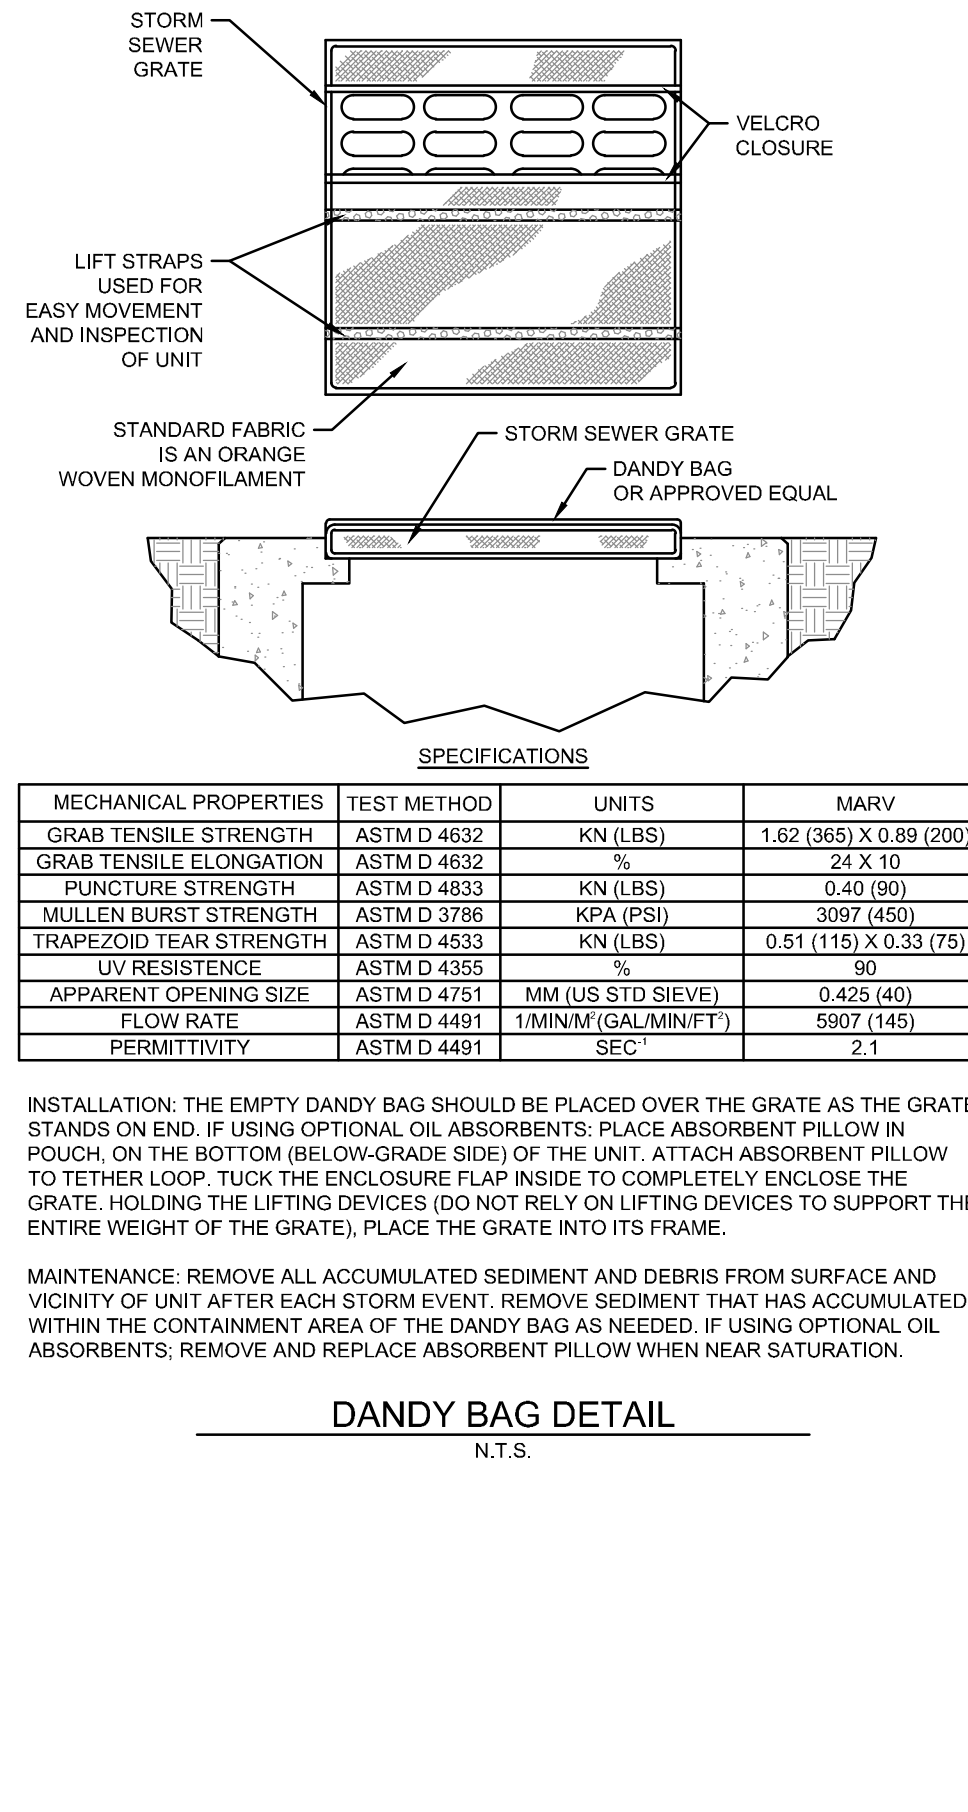 STORM
SEWER
GRATE
VELCRO
CLOSURE
LIFT STRAPS
USED FOR
EASY MOVEMENT
AND INSPECTION
OF UNIT
STANDARD FABRIC
IS AN ORANGE
WOVEN MONOFILAMENT
STORM SEWER GRATE
DANDY BAG
OR APPROVED EQUAL
SPECIFICATIONS
MECHANICAL PROPERTIES TEST METHOD UNITS MARV
GRAB TENSILE STRENGTH ASTM D 4632 KN (LBS) 1.62 (365) X 0.89 (200)
GRAB TENSILE ELONGATION ASTM D 4632 % 24 X 10
PUNCTURE STRENGTH ASTM D 4833 KN (LBS) 0.40 (90)
MULLEN BURST STRENGTH ASTM D 3786 KPA (PSI) 3097 (450)
TRAPEZOID TEAR STRENGTH ASTM D 4533 KN (LBS) 0.51 (115) X 0.33 (75)
UV RESISTENCE ASTM D 4355 % 90
APPARENT OPENING SIZE ASTM D 4751 MM (US STD SIEVE) 0.425 (40)
FLOW RATE ASTM D 4491 1/MIN/M²(GAL/MIN/FT²) 5907 (145)
PERMITTIVITY ASTM D 4491 SEC⁻¹ 2.1
INSTALLATION: THE EMPTY DANDY BAG SHOULD BE PLACED OVER THE GRATE AS THE GRATE
STANDS ON END. IF USING OPTIONAL OIL ABSORBENTS: PLACE ABSORBENT PILLOW IN
POUCH, ON THE BOTTOM (BELOW-GRADE SIDE) OF THE UNIT. ATTACH ABSORBENT PILLOW
TO TETHER LOOP. TUCK THE ENCLOSURE FLAP INSIDE TO COMPLETELY ENCLOSE THE
GRATE. HOLDING THE LIFTING DEVICES (DO NOT RELY ON LIFTING DEVICES TO SUPPORT THE
ENTIRE WEIGHT OF THE GRATE), PLACE THE GRATE INTO ITS FRAME.
MAINTENANCE: REMOVE ALL ACCUMULATED SEDIMENT AND DEBRIS FROM SURFACE AND
VICINITY OF UNIT AFTER EACH STORM EVENT. REMOVE SEDIMENT THAT HAS ACCUMULATED
WITHIN THE CONTAINMENT AREA OF THE DANDY BAG AS NEEDED. IF USING OPTIONAL OIL
ABSORBENTS; REMOVE AND REPLACE ABSORBENT PILLOW WHEN NEAR SATURATION.
DANDY BAG DETAIL
N.T.S.